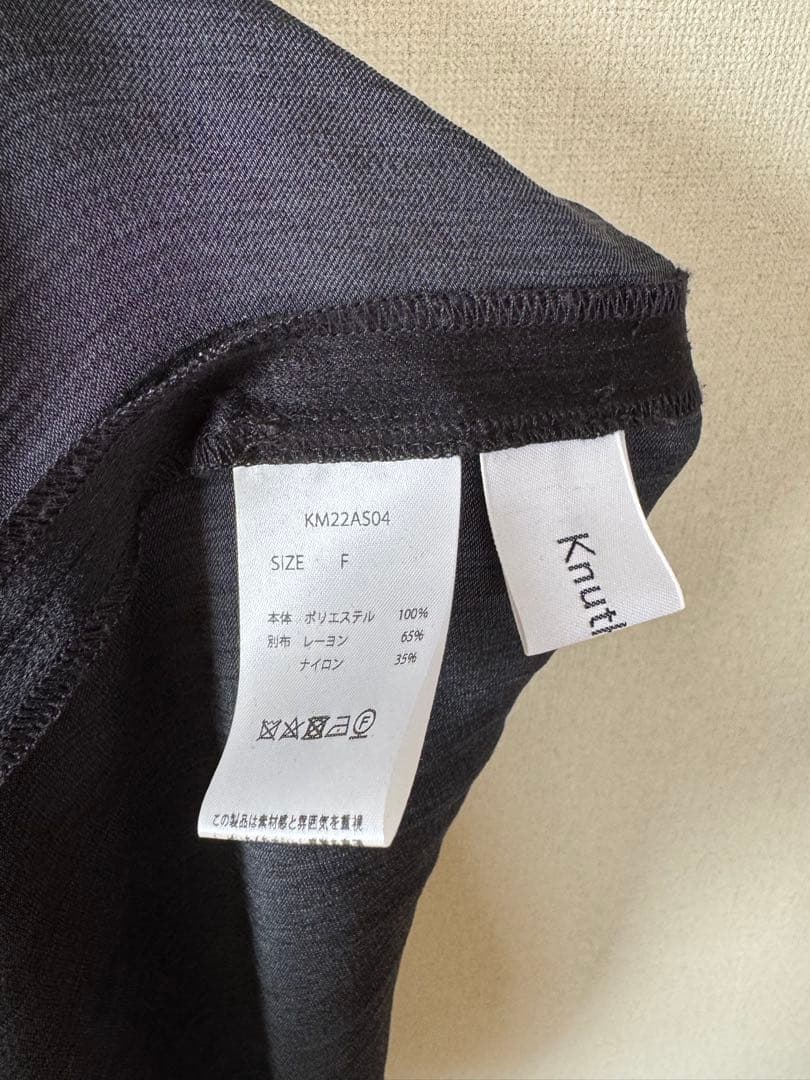 KM22AS04
SIZE F
本体 ポリエステル 100%
別布 レーヨン 65%
ナイロン 35%
F
この製品は素材感と雰囲気を重視
Knut